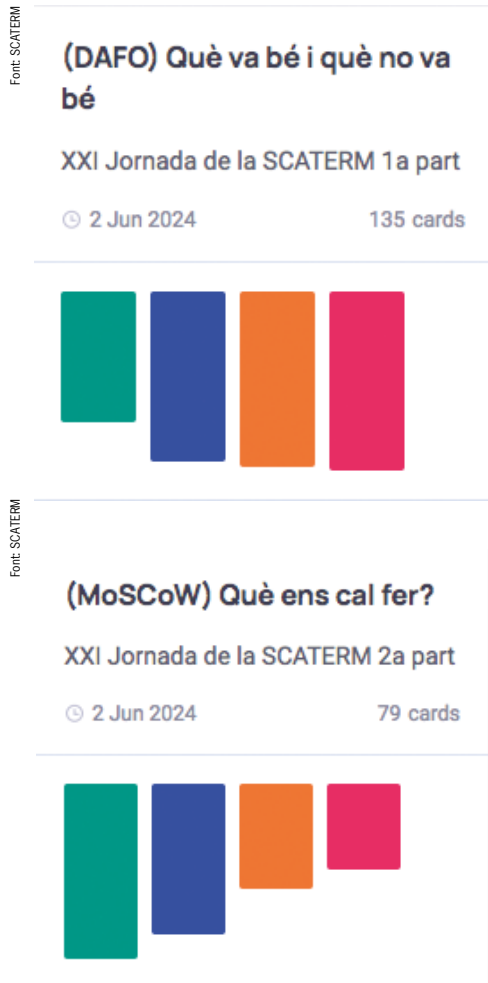 Font: SCATERM
(DAFO) Què va bé i què no va
bé
XXI Jornada de la SCATERM 1a part
2 Jun 2024
135 cards
Font: SCATERM
(MoSCoW) Què ens cal fer?
XXI Jornada de la SCATERM 2a part
2 Jun 2024
79 cards